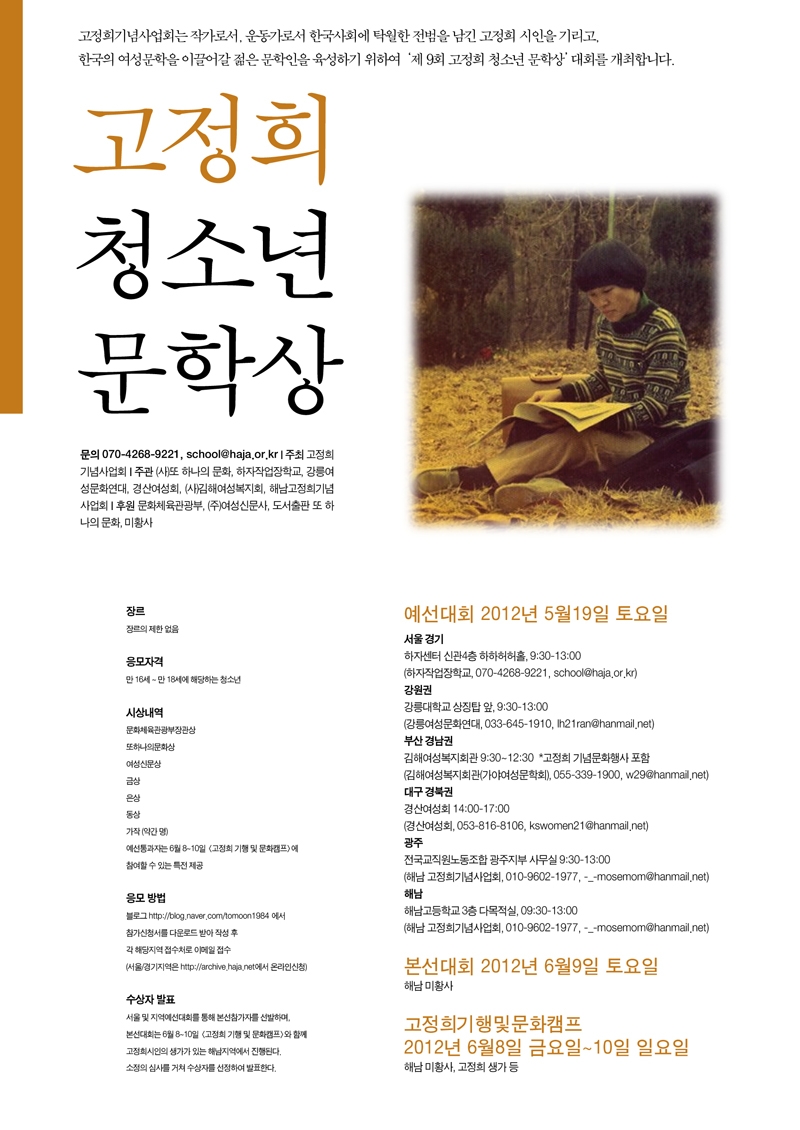 고정희기념사업회는 작가로서, 운동가로서 한국사회에 탁월한 전범을 남긴 고정희 시인을 기리고,
한국의 여성문학을 이끌어갈 젊은 문학인을 육성하기 위하여 ‘제 9회 고정희 청소년 문학상’ 대회를 개최합니다.
고정희
청소년
문학상
문의 070-4268-9221, school@haja.or.kr | 주최 고정희
기념사업회 | 주관 (사)또 하나의 문화, 하자작업장학교, 강릉여
성문화연대, 경산여성회, (사)김해여성복지회, 해남고정희기념
사업회 | 후원 문화체육관광부, (주)여성신문사, 도서출판 또 하
나의 문화, 미황사
장르
장르의 제한 없음
응모자격
만 16세 ~ 만 18세에 해당하는 청소년
시상내역
문화체육관광부장관상
또하나의문화상
여성신문상
금상
은상
동상
가작 (약간 명)
예선통과자는 6월 8~10일 <고정희 기행 및 문화캠프>에
참여할 수 있는 특전 제공
응모 방법
블로그 http://blog.naver.com/tomoon1984 에서
참가신청서를 다운로드 받아 작성 후
각 해당지역 접수처로 이메일 접수
(서울/경기지역은 http://archive.haja.net에서 온라인신청)
수상자 발표
서울 및 지역예선대회를 통해 본선참가자를 선발하며,
본선대회는 6월 8~10일 <고정희 기행 및 문화캠프>와 함께
고정희시인의 생가가 있는 해남지역에서 진행된다.
소정의 심사를 거쳐 수상자를 선정하여 발표한다.
예선대회 2012년 5월19일 토요일
서울 경기
하자센터 신관4층 하하허허홀, 9:30-13:00
(하자작업장학교, 070-4268-9221, school@haja.or.kr)
강원권
강릉대학교 상징탑 앞, 9:30-13:00
(강릉여성문화연대, 033-645-1910, lh21ran@hanmail.net)
부산 경남권
김해여성복지회관 9:30~12:30 *고정희 기념문화행사 포함
(김해여성복지회관(가야여성문학회), 055-339-1900, w29@hanmail.net)
대구 경북권
경산여성회 14:00-17:00
(경산여성회, 053-816-8106, kswomen21@hanmail.net)
광주
전국교직원노동조합 광주지부 사무실 9:30-13:00
(해남 고정희기념사업회, 010-9602-1977, -_-mosemom@hanmail.net)
해남
해남고등학교 3층 다목적실, 09:30-13:00
(해남 고정희기념사업회, 010-9602-1977, -_-mosemom@hanmail.net)
본선대회 2012년 6월9일 토요일
해남 미황사
고정희기행및문화캠프
2012년 6월8일 금요일~10일 일요일
해남 미황사, 고정희 생가 등